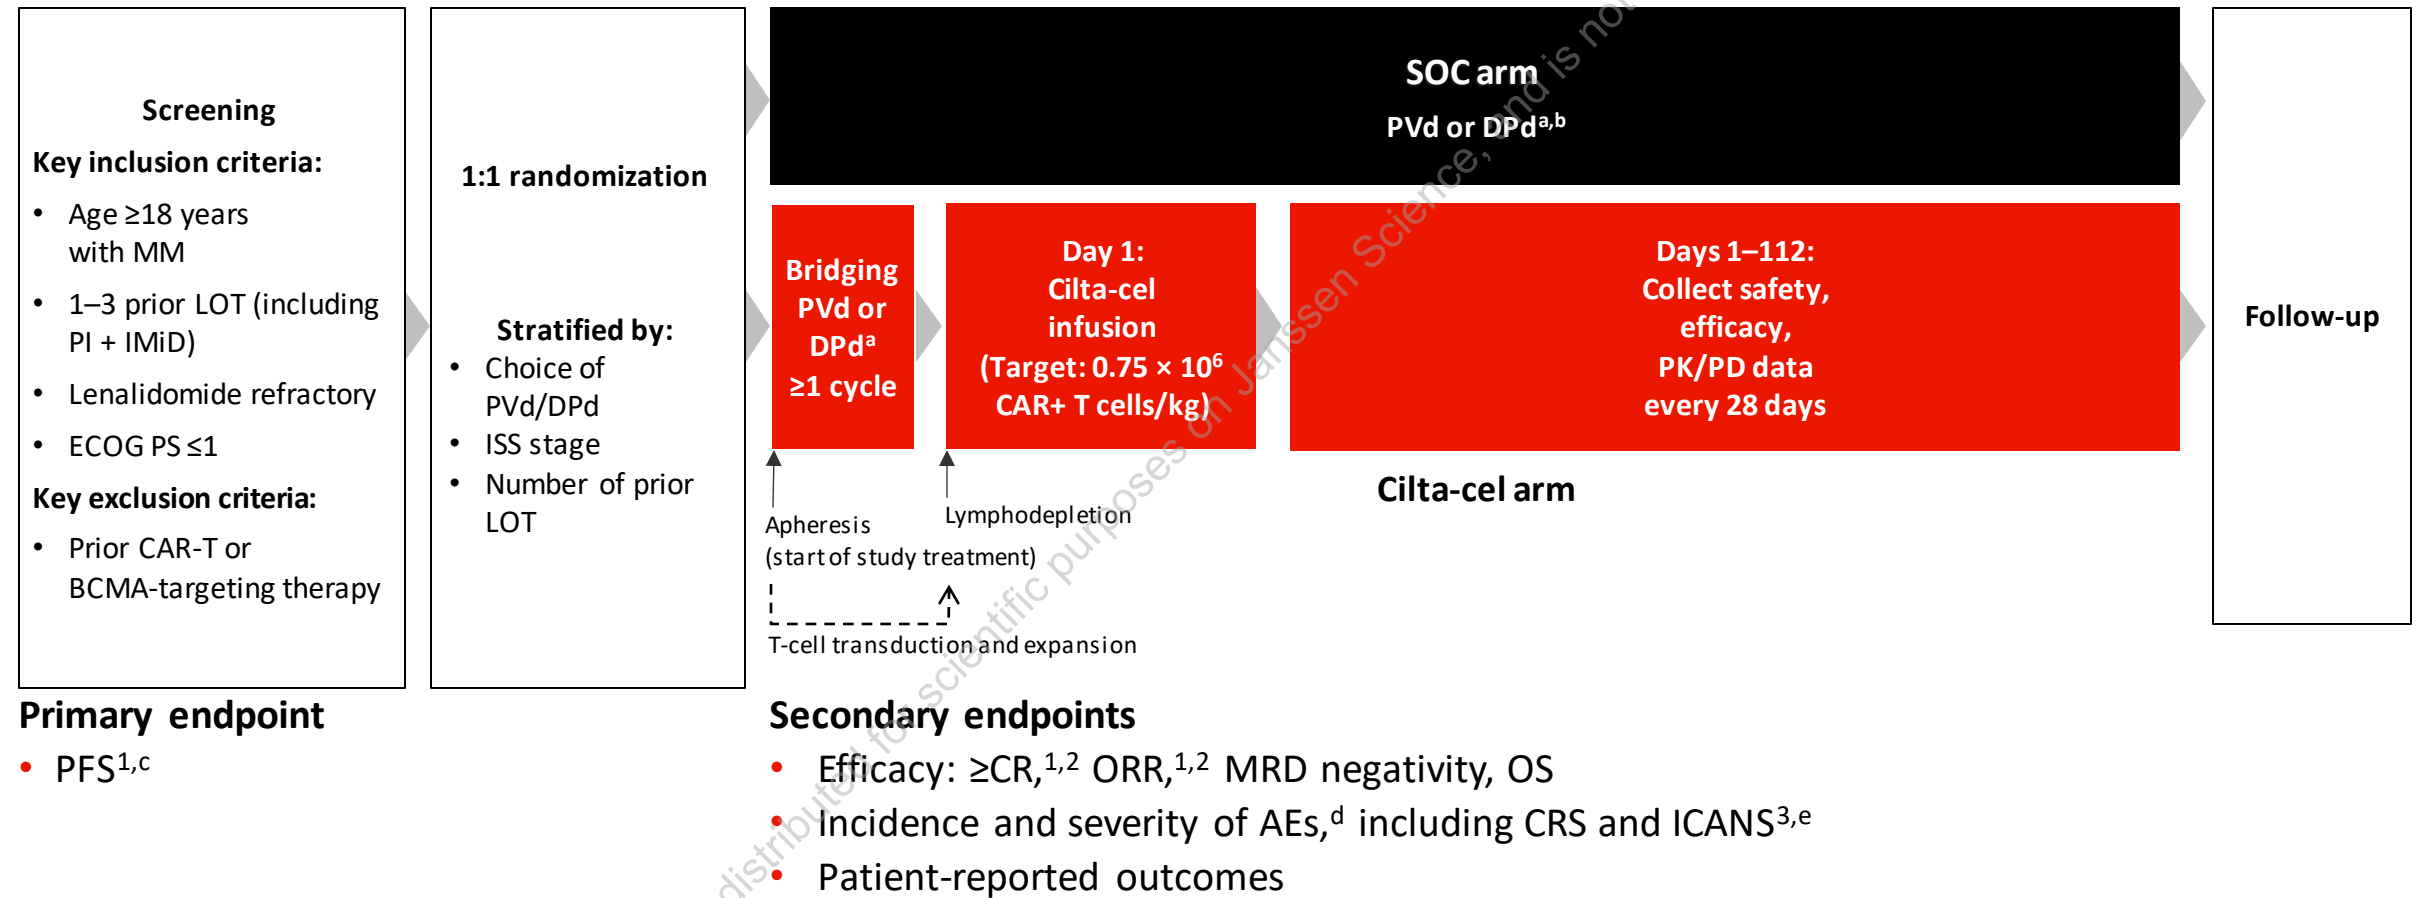 Screening
Key inclusion criteria:
• Age ≥18 years
with MM
• 1–3 prior LOT (including
PI + IMiD)
• Lenalidomide refractory
• ECOG PS ≤1
Key exclusion criteria:
• Prior CAR-T or
BCMA-targeting therapy
1:1 randomization
Stratified by:
• Choice of
PVd/DPd
• ISS stage
• Number of prior
LOT
SOC arm
PVd or DPdᵃ,ᵇ
Bridging
PVd or
DPdᵃ
≥1 cycle
Day 1:
Cilta-cel
infusion
(Target: 0.75 × 10⁶
CAR+ T cells/kg)
Days 1–112:
Collect safety,
efficacy,
PK/PD data
every 28 days
Follow-up
Cilta-cel arm
Apheresis
(start of study treatment)
Lymphodepletion
T-cell transduction and expansion
Primary endpoint
• PFS¹,ᶜ
Secondary endpoints
• Efficacy: ≥CR,¹,² ORR,¹,² MRD negativity, OS
• Incidence and severity of AEs,ᵈ including CRS and ICANS³,ᵉ
• Patient-reported outcomes
distributed for scientific purposes on Janssen Science, and is not